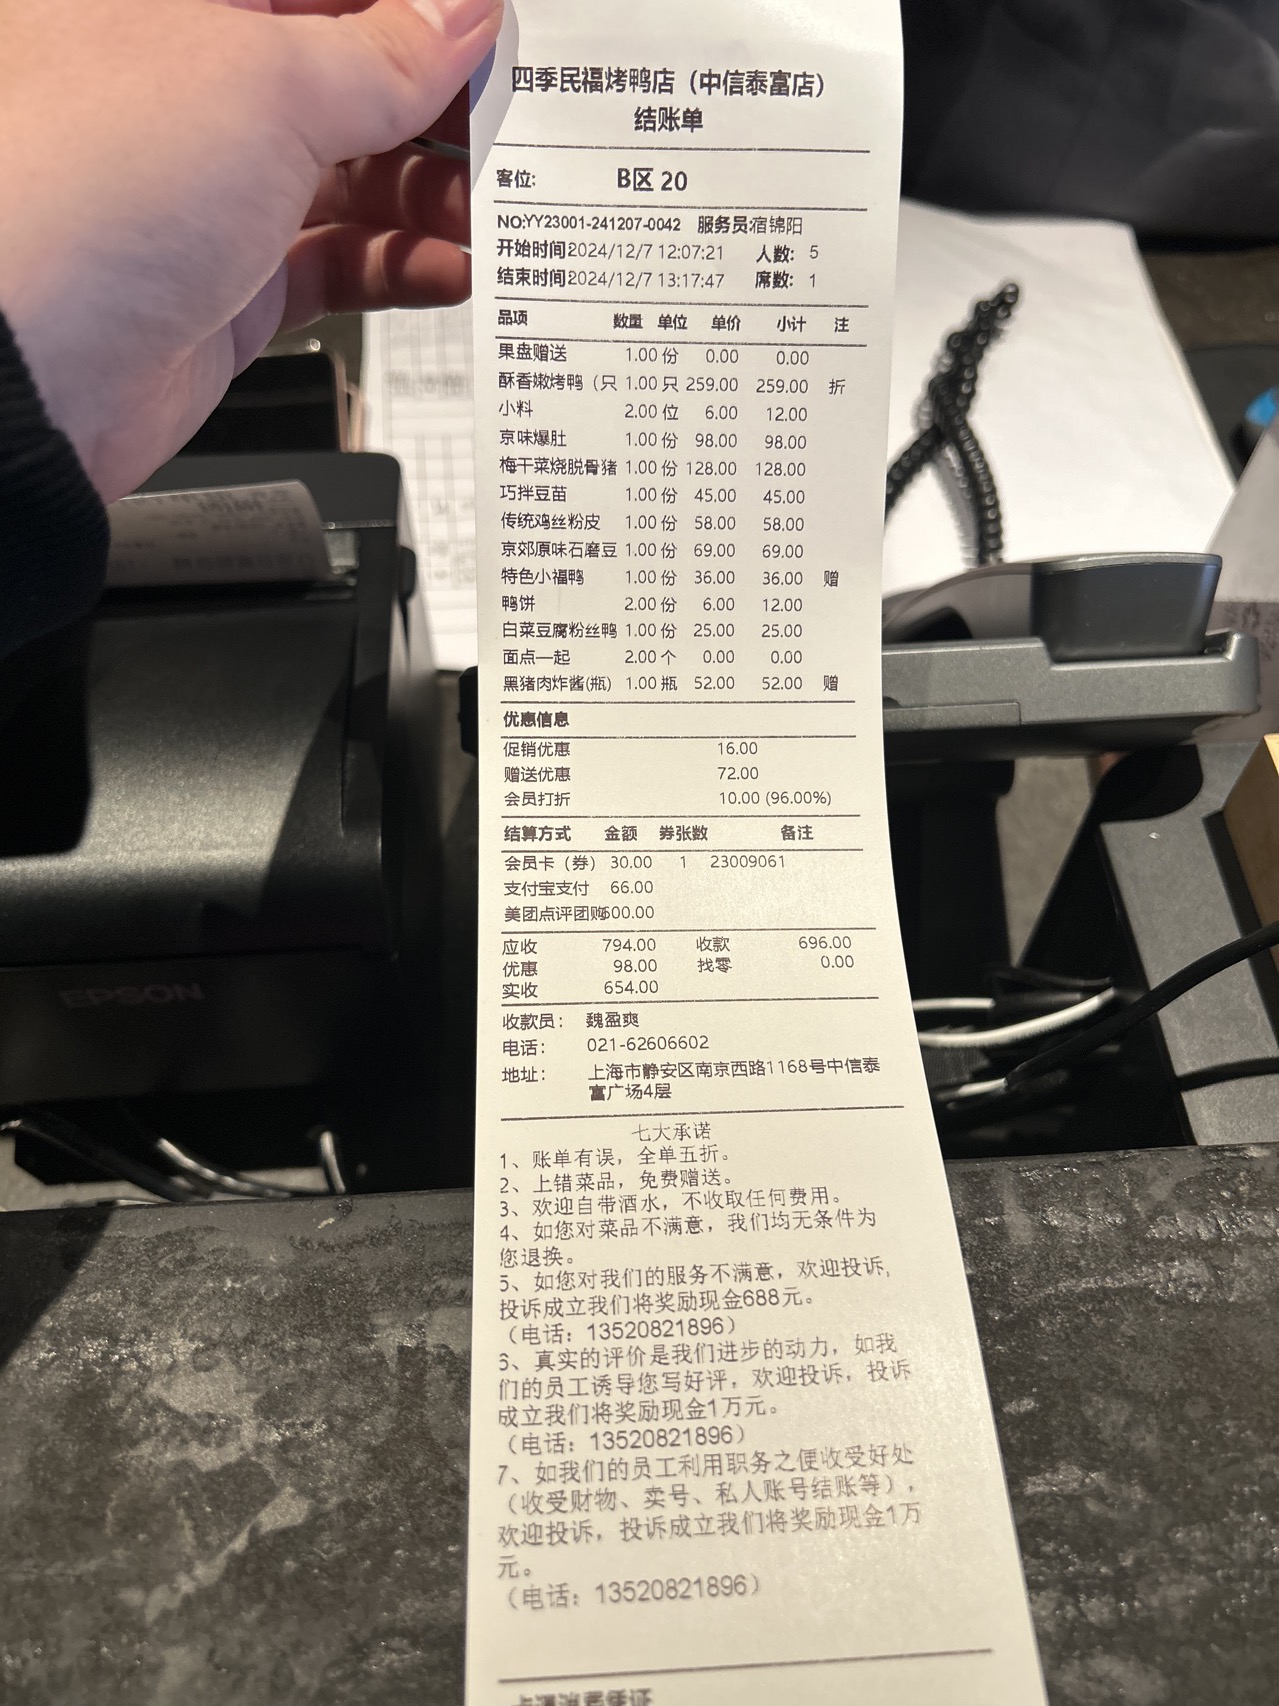 四季民福烤鸭店（中信泰富店）
结账单
客位: B区 20
NO:YY23001-241207-0042 服务员:宿锦阳
开始时间2024/12/7 12:07:21 人数: 5
结束时间2024/12/7 13:17:47 席数: 1
品项 数量 单位 单价 小计 注
果盘赠送 1.00 份 0.00 0.00
酥香嫩烤鸭（只 1.00 只 259.00 259.00 折
小料 2.00 位 6.00 12.00
京味爆肚 1.00 份 98.00 98.00
梅干菜烧脱骨猪 1.00 份 128.00 128.00
巧拌豆苗 1.00 份 45.00 45.00
传统鸡丝粉皮 1.00 份 58.00 58.00
京郊原味石磨豆 1.00 份 69.00 69.00
特色小福鸭 1.00 份 36.00 36.00 赠
鸭饼 2.00 份 6.00 12.00
白菜豆腐粉丝鸭 1.00 份 25.00 25.00
面点一起 2.00 个 0.00 0.00
黑猪肉炸酱(瓶) 1.00 瓶 52.00 52.00 赠
优惠信息
促销优惠 16.00
赠送优惠 72.00
会员打折 10.00 (96.00%)
结算方式 金额 券张数 备注
会员卡（券） 30.00 1 23009061
支付宝支付 66.00
美团点评团购600.00
应收 794.00 收款 696.00
优惠 98.00 找零 0.00
实收 654.00
收款员： 魏盈爽
电话： 021-62606602
地址： 上海市静安区南京西路1168号中信泰
富广场4层
七大承诺
1、账单有误，全单五折。
2、上错菜品，免费赠送。
3、欢迎自带酒水，不收取任何费用。
4、如您对菜品不满意，我们均无条件为
您退换。
5、如您对我们的服务不满意，欢迎投诉，
投诉成立我们将奖励现金688元。
（电话：13520821896）
6、真实的评价是我们进步的动力，如我
们的员工诱导您写好评，欢迎投诉，投诉
成立我们将奖励现金1万元。
（电话：13520821896）
7、如我们的员工利用职务之便收受好处
（收受财物、卖号、私人账号结账等），
欢迎投诉，投诉成立我们将奖励现金1万
元。
（电话：13520821896）
EPSON